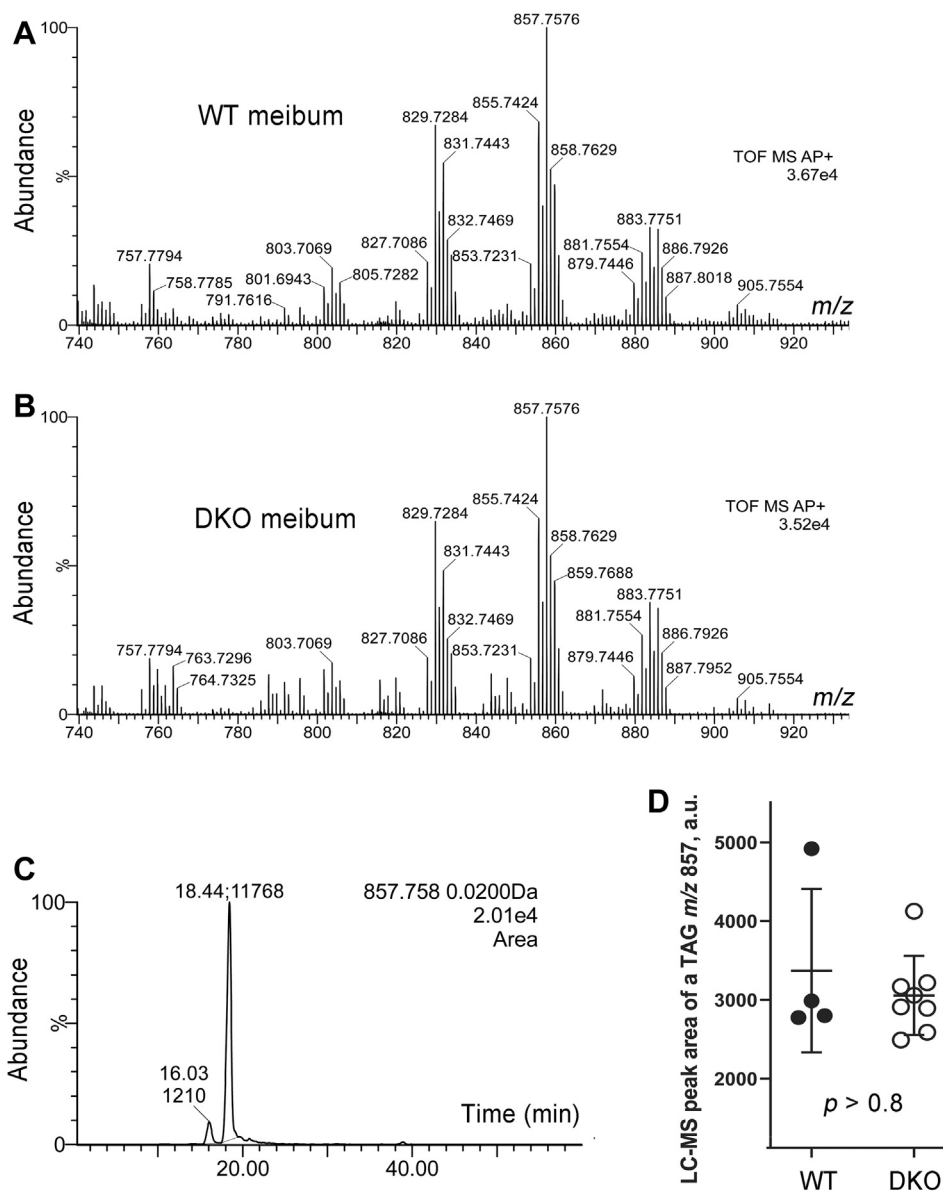 A
100
%
0
Abundance
WT meibum
857.7576
855.7424
829.7284
831.7443
858.7629
TOF MS AP+
3.67e4
883.7751
832.7469
827.7086
803.7069
757.7794
758.7785
801.6943
805.7282
791.7616
853.7231
881.7554
886.7926
879.7446
887.8018
905.7554
m/z
740 760 780 800 820 840 860 880 900 920
B
100
%
0
Abundance
DKO meibum
857.7576
855.7424
829.7284
831.7443
858.7629
859.7688
TOF MS AP+
3.52e4
883.7751
881.7554
832.7469
827.7086
803.7069
757.7794
763.7296
764.7325
853.7231
886.7926
879.7446
887.7952
905.7554
m/z
740 760 780 800 820 840 860 880 900 920
C
100
%
0
Abundance
18.44;11768
857.758 0.0200Da
2.01e4
Area
16.03
1210
Time (min)
20.00 40.00
D
LC-MS peak area of a TAG m/z 857, a.u.
5000
4000
3000
2000
p > 0.8
WT DKO